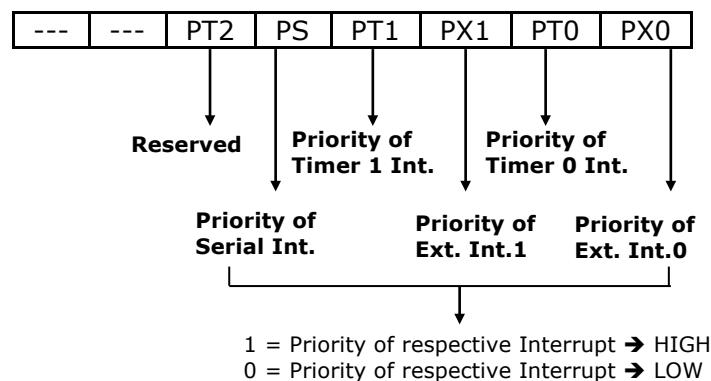 --- --- PT2 PS PT1 PX1 PT0 PX0
Reserved
Priority of
Timer 1 Int.
Priority of
Timer 0 Int.
Priority of
Serial Int.
Priority of
Ext. Int.1
Priority of
Ext. Int.0
1 = Priority of respective Interrupt ➔ HIGH
0 = Priority of respective Interrupt ➔ LOW